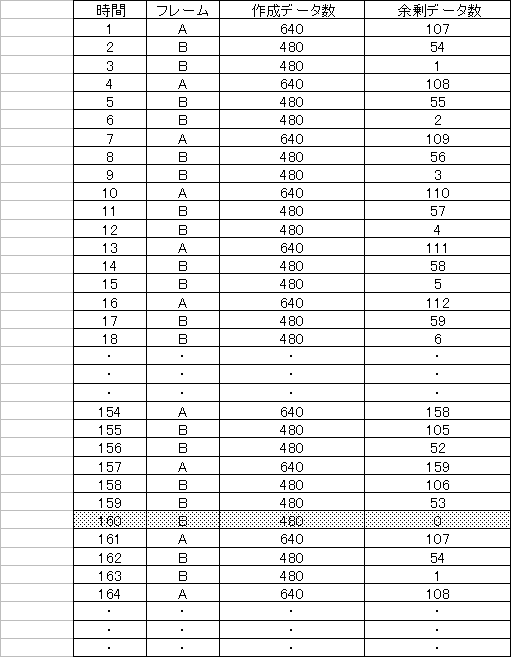 時間 フレーム 作成データ数 余剰データ数
1 A 640 107
2 B 480 54
3 B 480 1
4 A 640 108
5 B 480 55
6 B 480 2
7 A 640 109
8 B 480 56
9 B 480 3
10 A 640 110
11 B 480 57
12 B 480 4
13 A 640 111
14 B 480 58
15 B 480 5
16 A 640 112
17 B 480 59
18 B 480 6
・ ・ ・ ・
・ ・ ・ ・
・ ・ ・ ・
154 A 640 158
155 B 480 105
156 B 480 52
157 A 640 159
158 B 480 106
159 B 480 53
160 B 480 0
161 A 640 107
162 B 480 54
163 B 480 1
164 A 640 108
・ ・ ・ ・
・ ・ ・ ・
・ ・ ・ ・